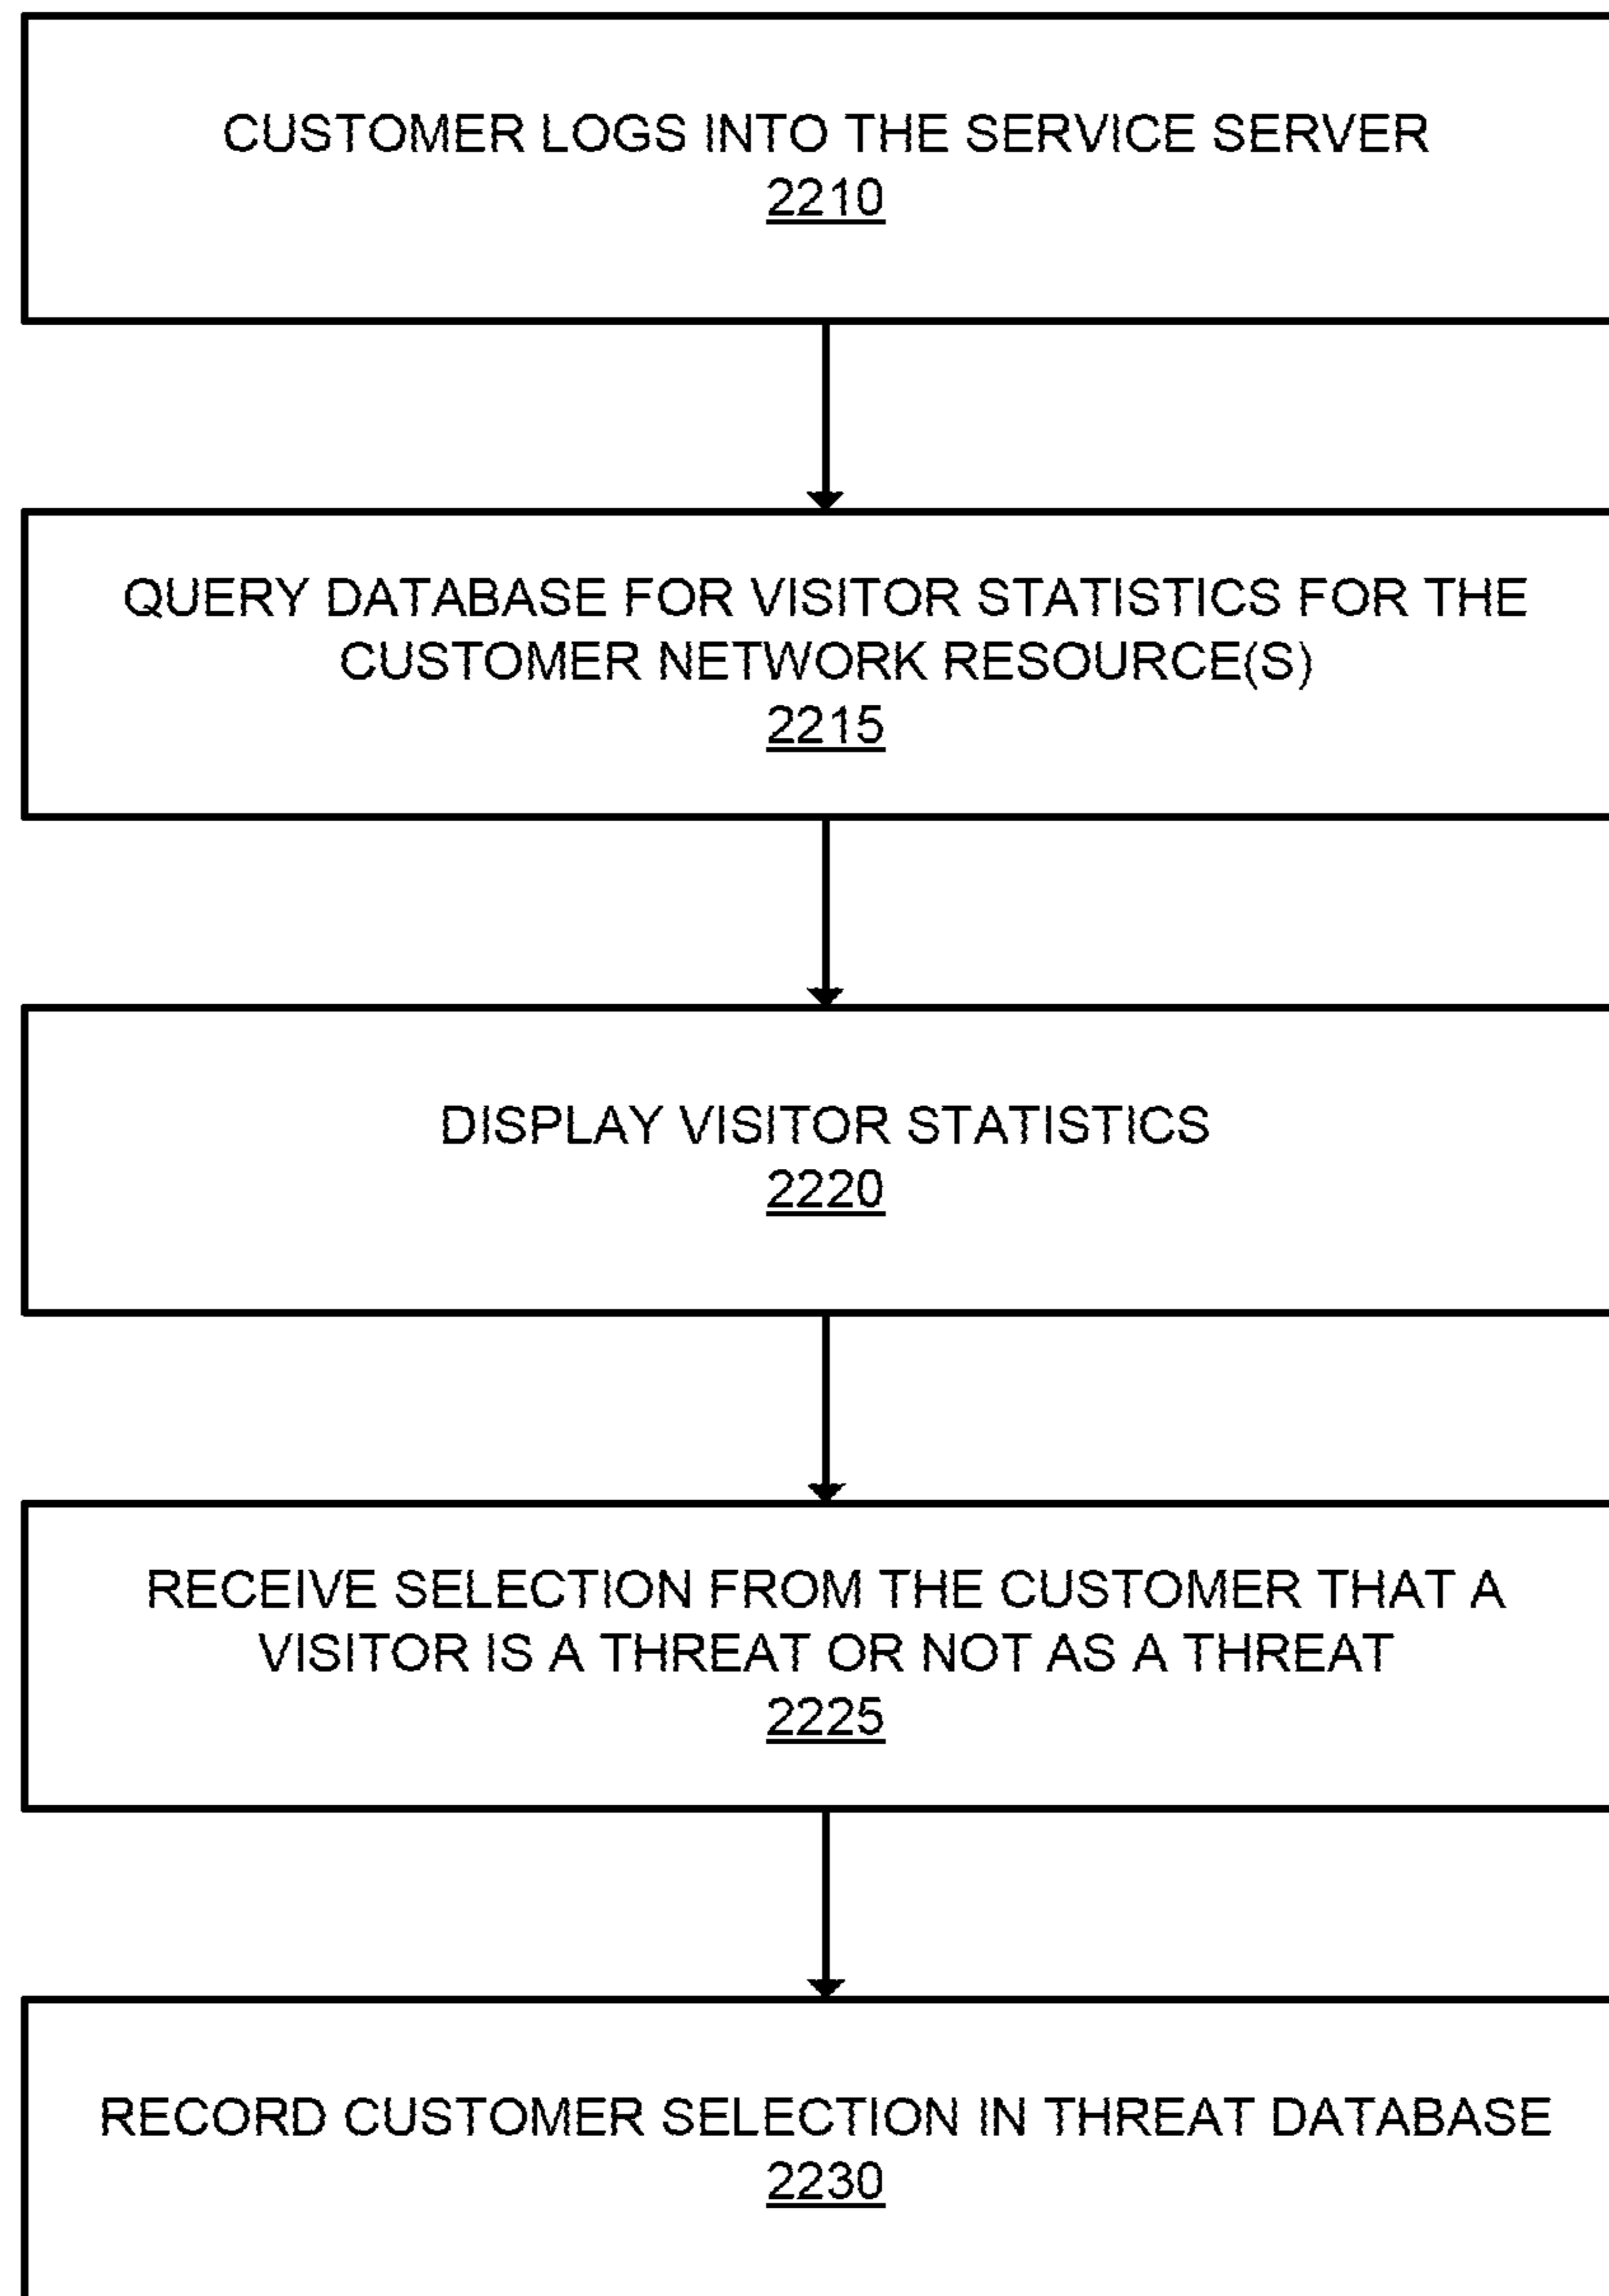 CUSTOMER LOGS INTO THE SERVICE SERVER
2210
QUERY DATABASE FOR VISITOR STATISTICS FOR THE
CUSTOMER NETWORK RESOURCE(S)
2215
DISPLAY VISITOR STATISTICS
2220
RECEIVE SELECTION FROM THE CUSTOMER THAT A
VISITOR IS A THREAT OR NOT AS A THREAT
2225
RECORD CUSTOMER SELECTION IN THREAT DATABASE
2230